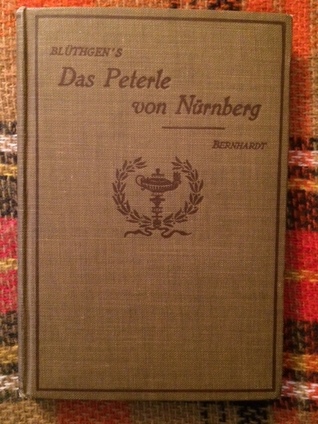 BLÜTHGEN'S
Das Peterle
von Nürnberg
BERNHARDT